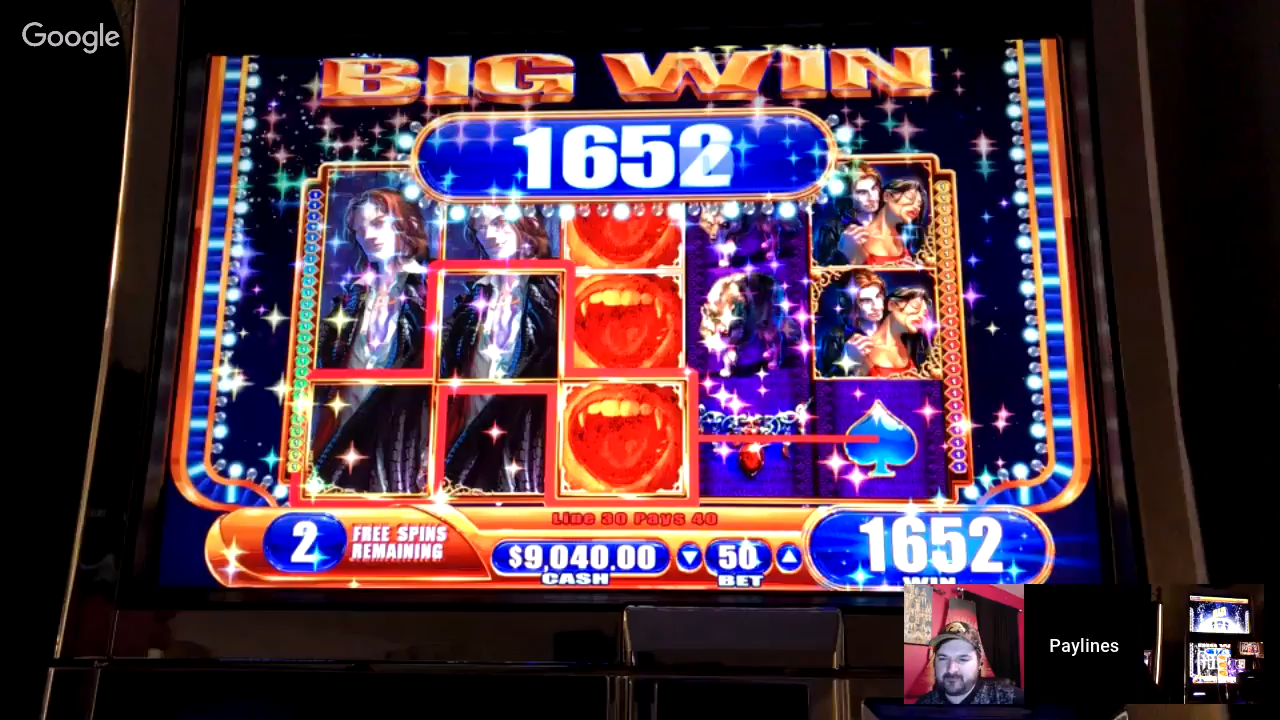 Google
BIG WIN
1652
Line 30 Pays 40
2
FREE SPINS
REMAINING
$9,040.00
CASH
50
BET
1652
WIN
Paylines